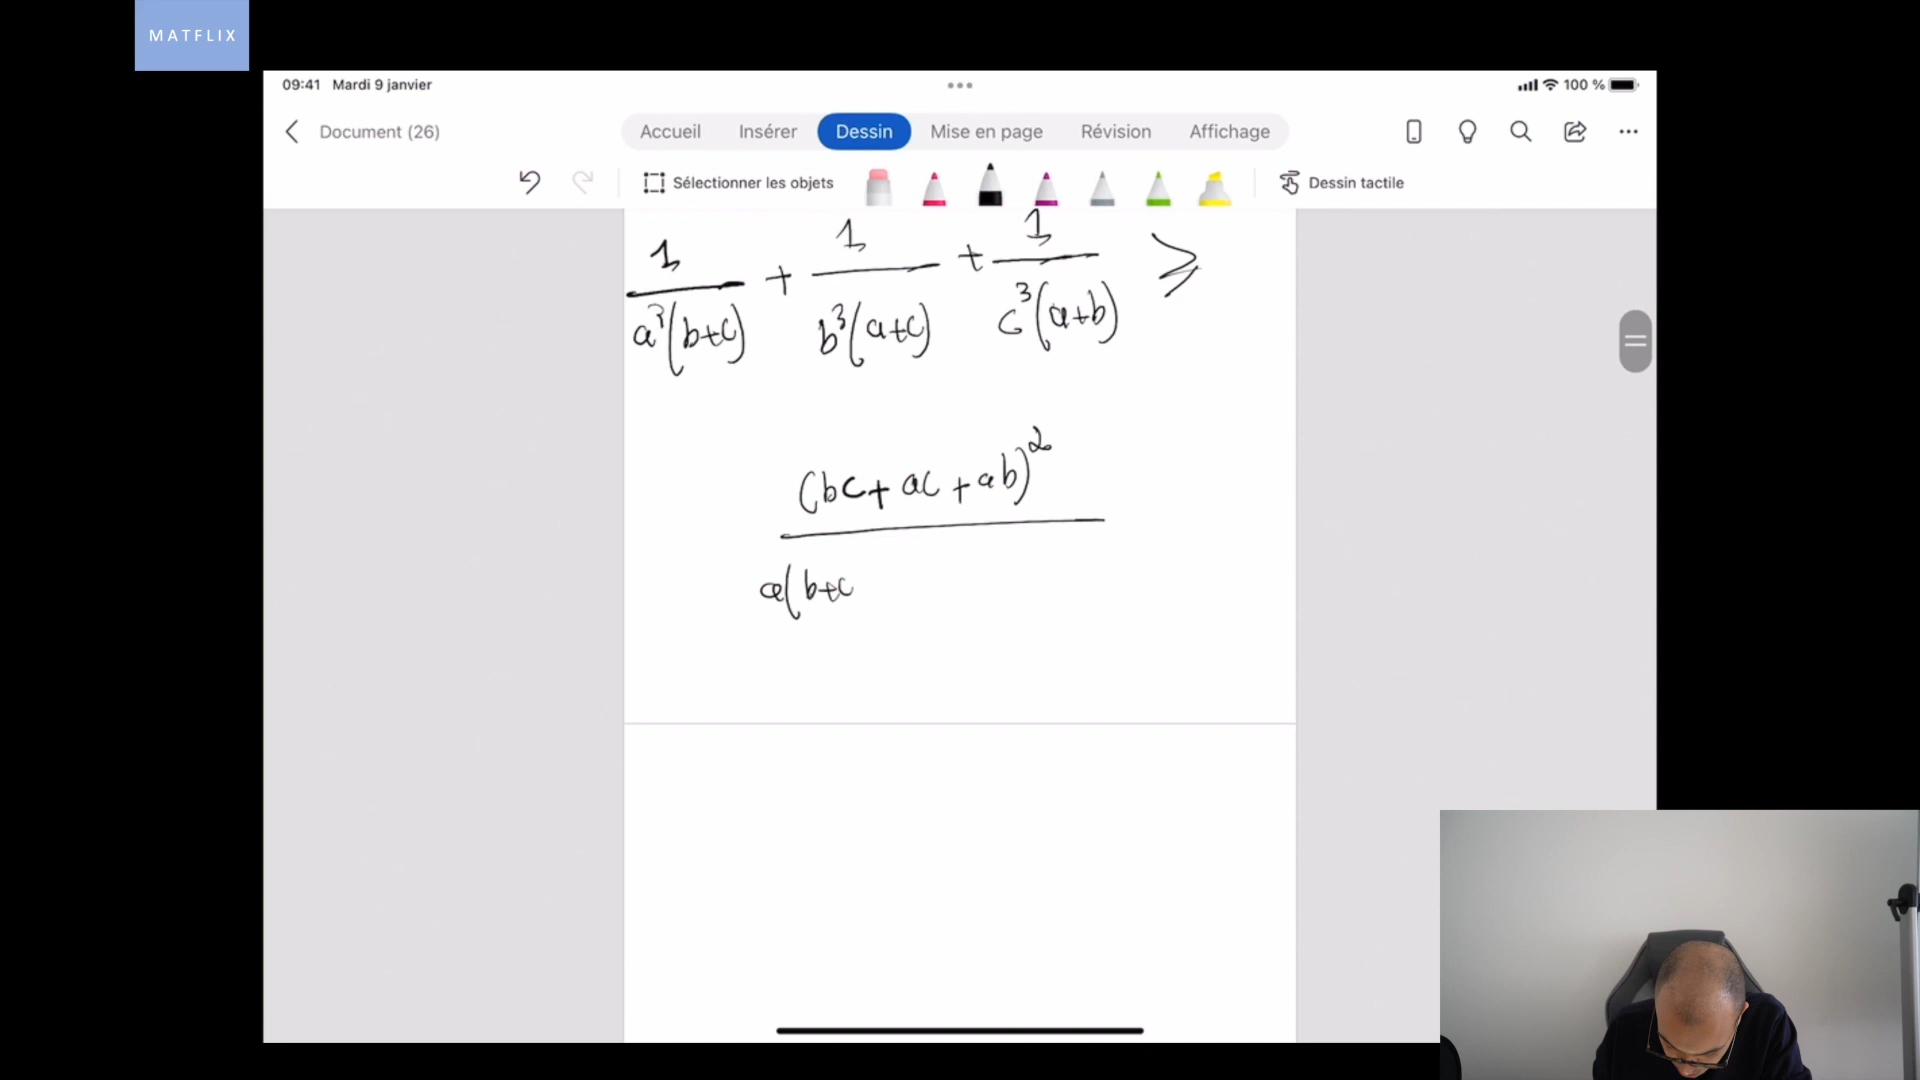 MATFLIX
09:41 Mardi 9 janvier
100 %
Document (26)
Accueil Insérer Dessin Mise en page Révision Affichage
Sélectionner les objets
Dessin tactile
1/(a³(b+c)) + 1/(b³(a+c)) + 1/(c³(a+b)) ⩾
(bc + ac + ab)²
a(b+c